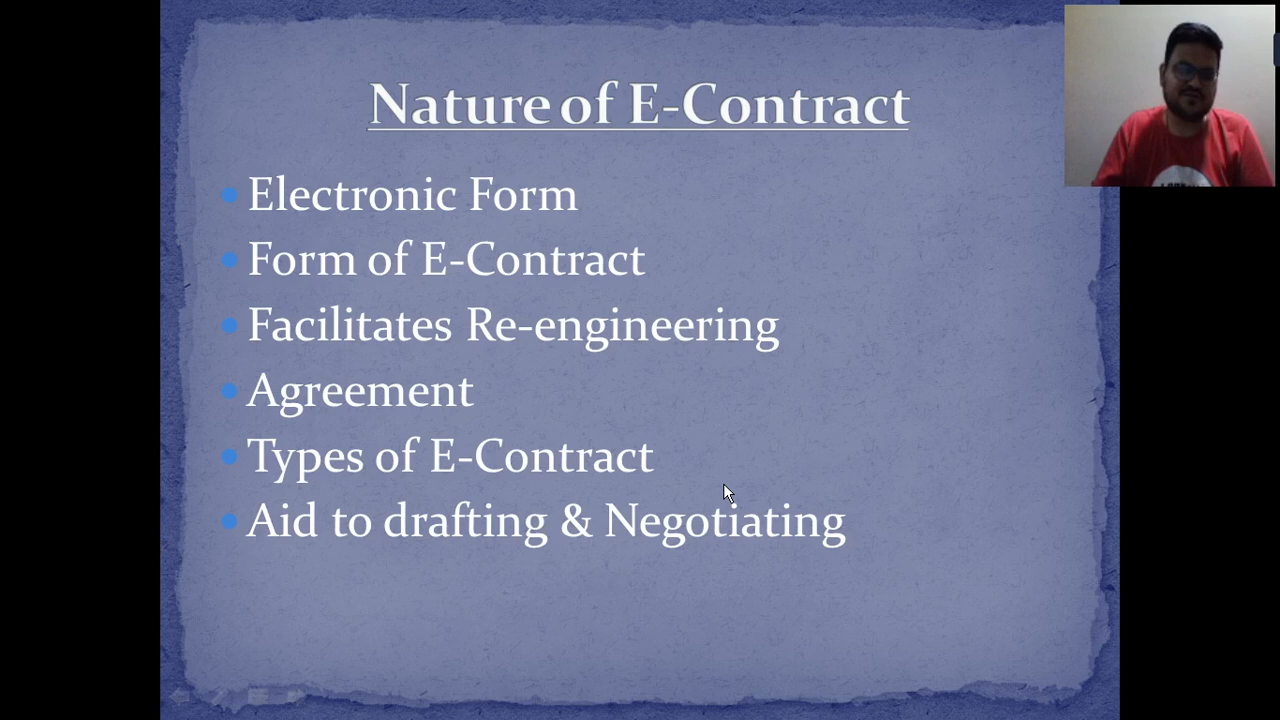 Nature of E-Contract
Electronic Form
Form of E-Contract
Facilitates Re-engineering
Agreement
Types of E-Contract
Aid to drafting & Negotiating